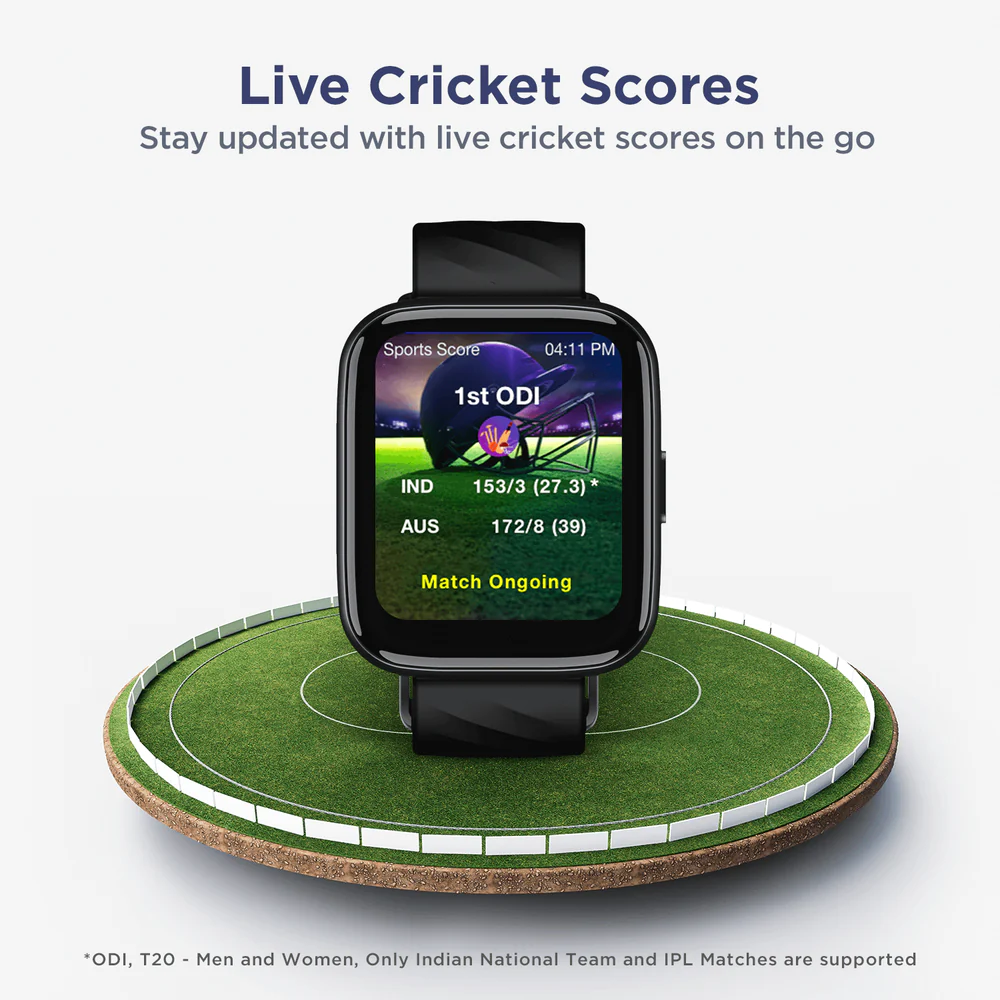 Live Cricket Scores
Stay updated with live cricket scores on the go
Sports Score 04:11 PM
1st ODI
IND 153/3 (27.3)*
AUS 172/8 (39)
Match Ongoing
*ODI, T20 - Men and Women, Only Indian National Team and IPL Matches are supported